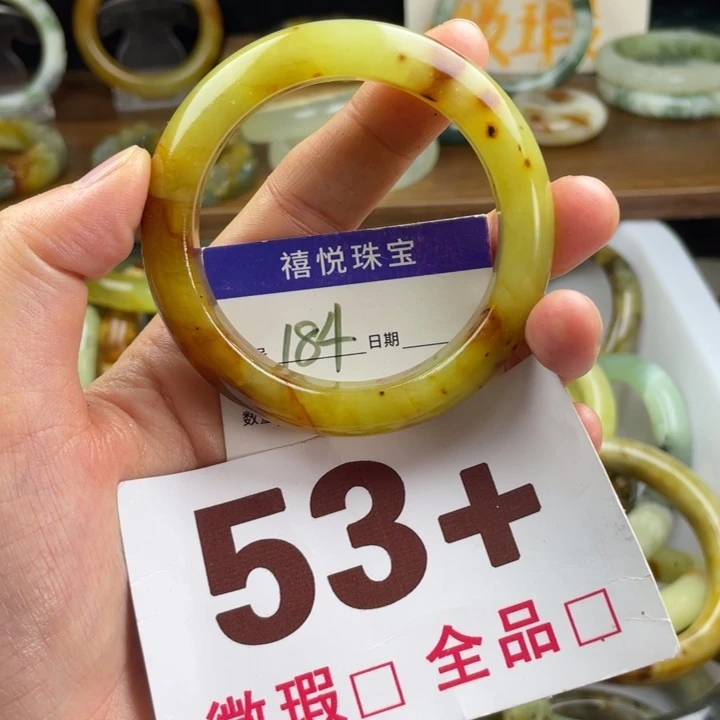 禧悦珠宝
184 日期
53+
微瑕□ 全品□